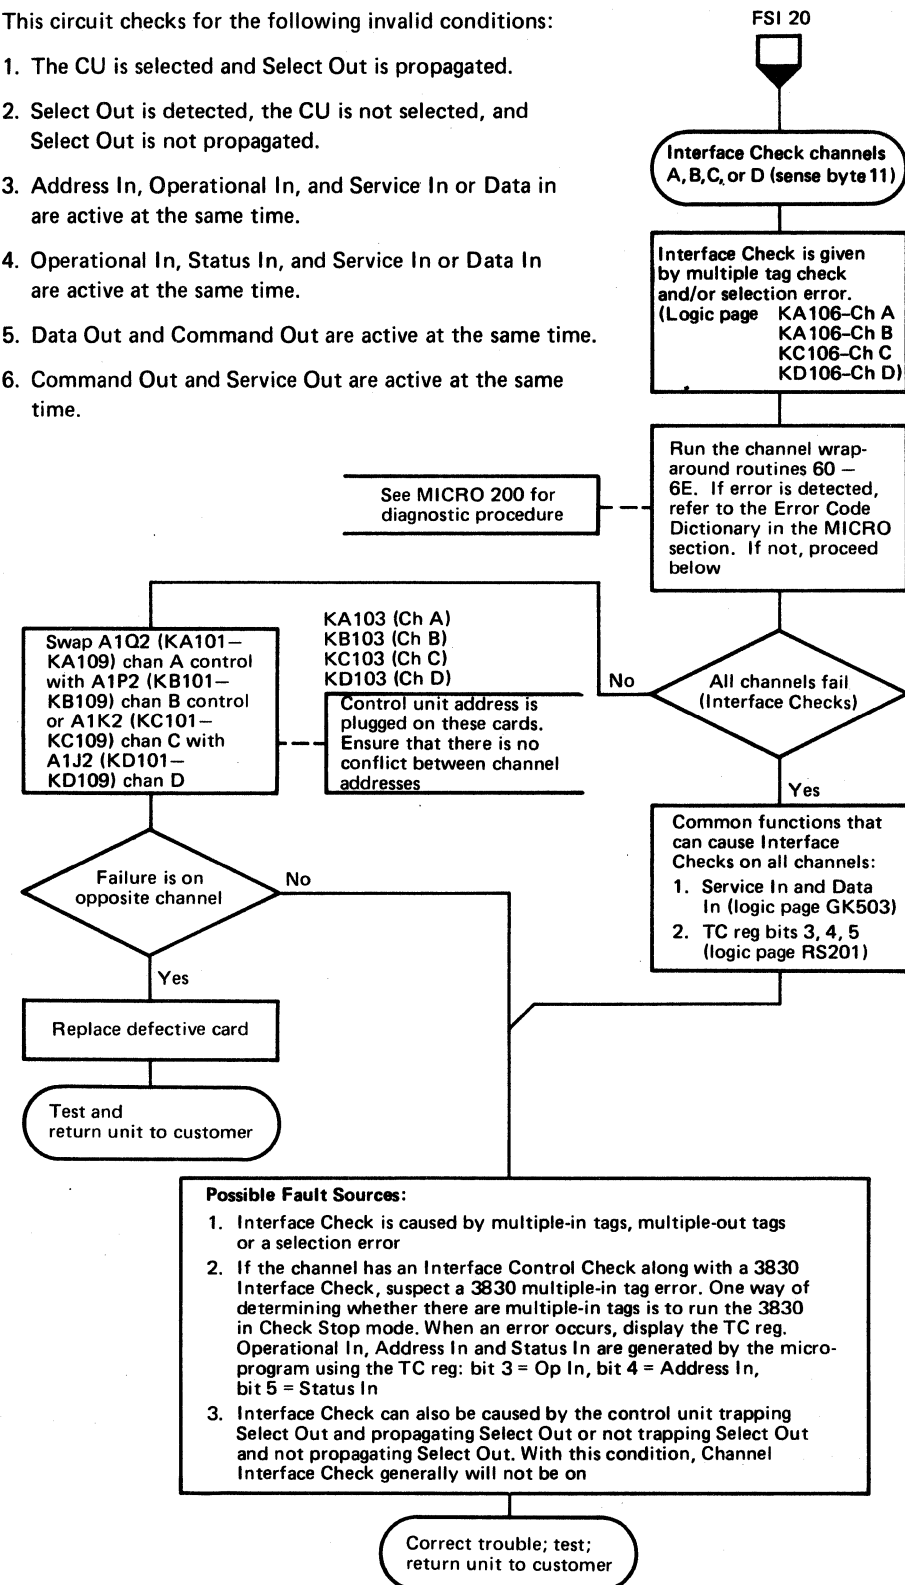 This circuit checks for the following invalid conditions:
1. The CU is selected and Select Out is propagated.
2. Select Out is detected, the CU is not selected, and
Select Out is not propagated.
3. Address In, Operational In, and Service In or Data in
are active at the same time.
4. Operational In, Status In, and Service In or Data In
are active at the same time.
5. Data Out and Command Out are active at the same time.
6. Command Out and Service Out are active at the same
time.
FSI 20
Interface Check channels
A, B, C, or D (sense byte 11)
Interface Check is given
by multiple tag check
and/or selection error.
(Logic page KA106–Ch A
KA106–Ch B
KC106–Ch C
KD106–Ch D)
Run the channel wrap-
around routines 60 –
6E. If error is detected,
refer to the Error Code
Dictionary in the MICRO
section. If not, proceed
below
See MICRO 200 for
diagnostic procedure
All channels fail
(Interface Checks)
No
Yes
KA103 (Ch A)
KB103 (Ch B)
KC103 (Ch C)
KD103 (Ch D)
Control unit address is
plugged on these cards.
Ensure that there is no
conflict between channel
addresses
Swap A1Q2 (KA101–
KA109) chan A control
with A1P2 (KB101–
KB109) chan B control
or A1K2 (KC101–
KC109) chan C with
A1J2 (KD101–
KD109) chan D
Common functions that
can cause Interface
Checks on all channels:
1. Service In and Data
In (logic page GK503)
2. TC reg bits 3, 4, 5
(logic page RS201)
Failure is on
opposite channel
No
Yes
Replace defective card
Test and
return unit to customer
Possible Fault Sources:
1. Interface Check is caused by multiple-in tags, multiple-out tags
or a selection error
2. If the channel has an Interface Control Check along with a 3830
Interface Check, suspect a 3830 multiple-in tag error. One way of
determining whether there are multiple-in tags is to run the 3830
in Check Stop mode. When an error occurs, display the TC reg.
Operational In, Address In and Status In are generated by the micro-
program using the TC reg: bit 3 = Op In, bit 4 = Address In,
bit 5 = Status In
3. Interface Check can also be caused by the control unit trapping
Select Out and propagating Select Out or not trapping Select Out
and not propagating Select Out. With this condition, Channel
Interface Check generally will not be on
Correct trouble; test;
return unit to customer